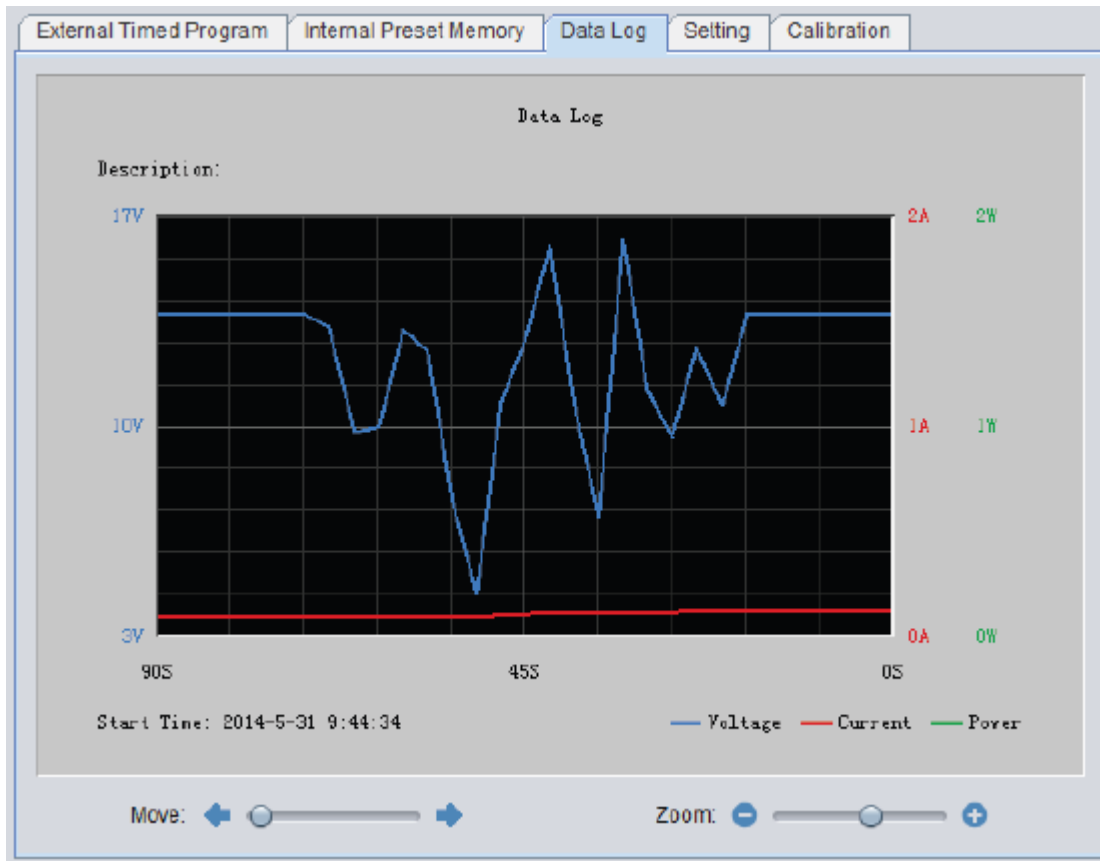 External Timed Program Internal Preset Memory Data Log Setting Calibration
Data Log
Description:
17V 2A 2W
10V 1A 1W
3V 0A 0W
90S 45S 0S
Start Time: 2014-5-31 9:44:34 Voltage Current Power
Move: Zoom: